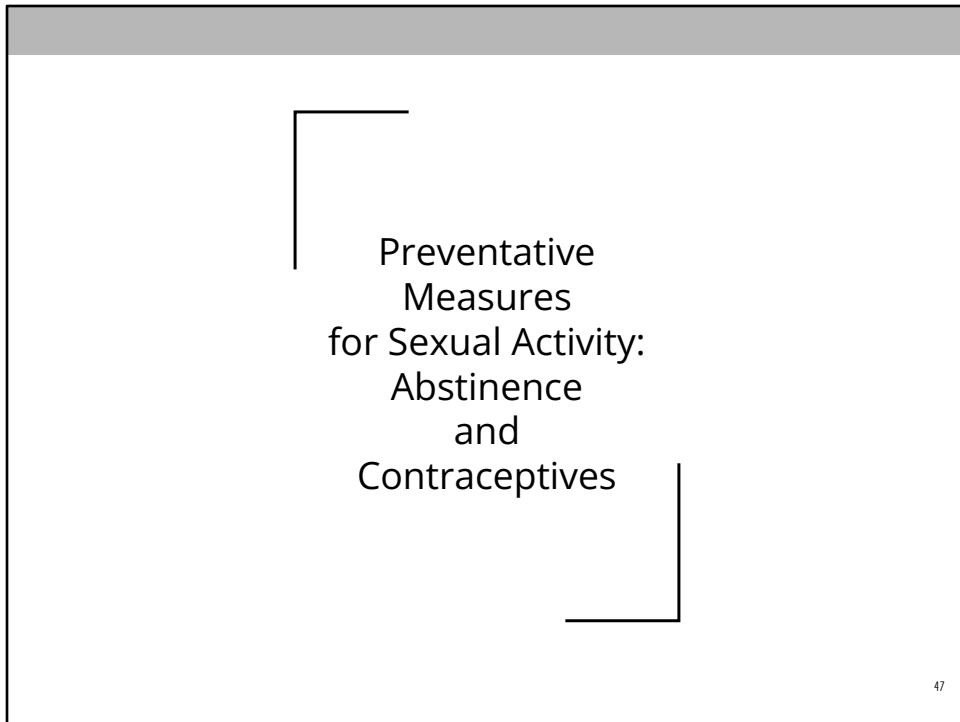 Preventative
Measures
for Sexual Activity:
Abstinence
and
Contraceptives
47